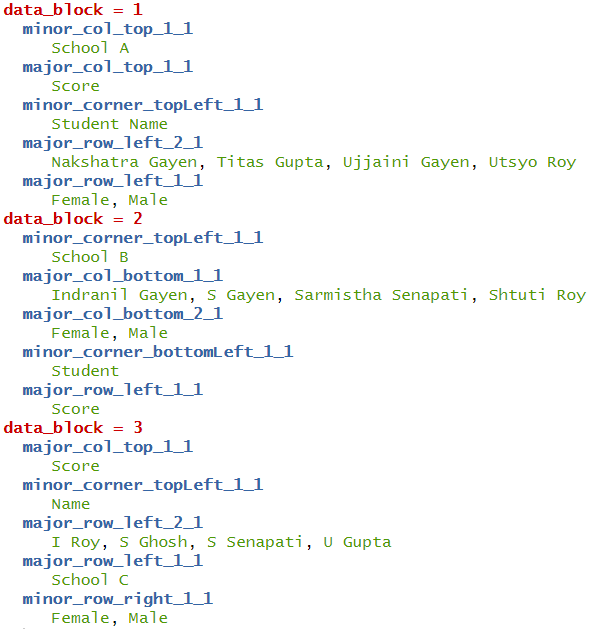 data_block = 1
minor_col_top_1_1
School A
major_col_top_1_1
Score
minor_corner_topLeft_1_1
Student Name
major_row_left_2_1
Nakshatra Gayen, Titas Gupta, Ujjaini Gayen, Utsyo Roy
major_row_left_1_1
Female, Male
data_block = 2
minor_corner_topLeft_1_1
School B
major_col_bottom_1_1
Indranil Gayen, S Gayen, Sarmistha Senapati, Shtuti Roy
major_col_bottom_2_1
Female, Male
minor_corner_bottomLeft_1_1
Student
major_row_left_1_1
Score
data_block = 3
major_col_top_1_1
Score
minor_corner_topLeft_1_1
Name
major_row_left_2_1
I Roy, S Ghosh, S Senapati, U Gupta
major_row_left_1_1
School C
minor_row_right_1_1
Female, Male